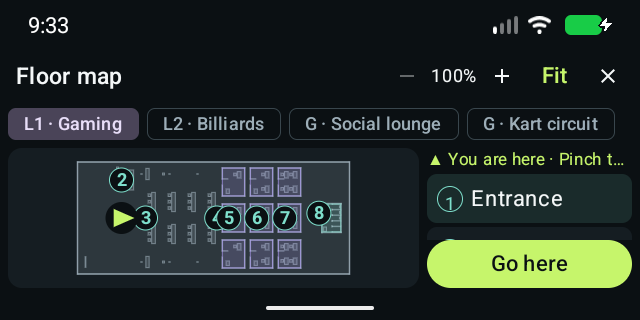 9:33
Floor map
100%
Fit
L1 · Gaming
L2 · Billiards
G · Social lounge
G · Kart circuit
▲ You are here · Pinch t…
1 Entrance
Go here
2
3
4
5
6
7
8